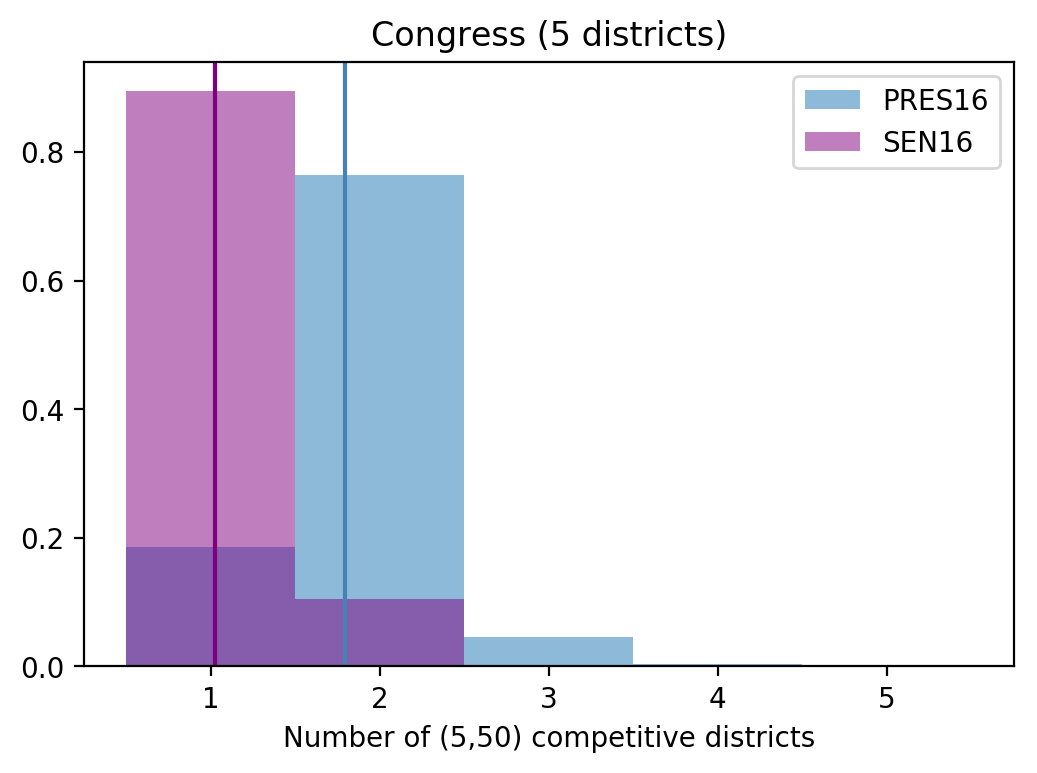 Congress (5 districts)
PRES16
SEN16
0.8
0.6
0.4
0.2
0.0
1 2 3 4 5
Number of (5,50) competitive districts